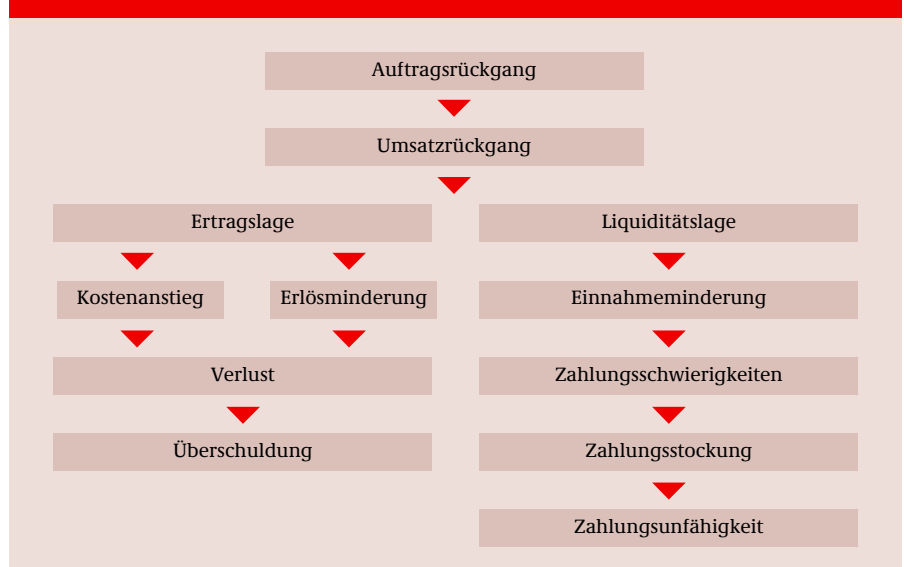 Auftragsrückgang
Umsatzrückgang
Ertragslage
Liquiditätslage
Kostenanstieg
Erlösminderung
Einnahmeminderung
Verlust
Zahlungsschwierigkeiten
Überschuldung
Zahlungsstockung
Zahlungsunfähigkeit